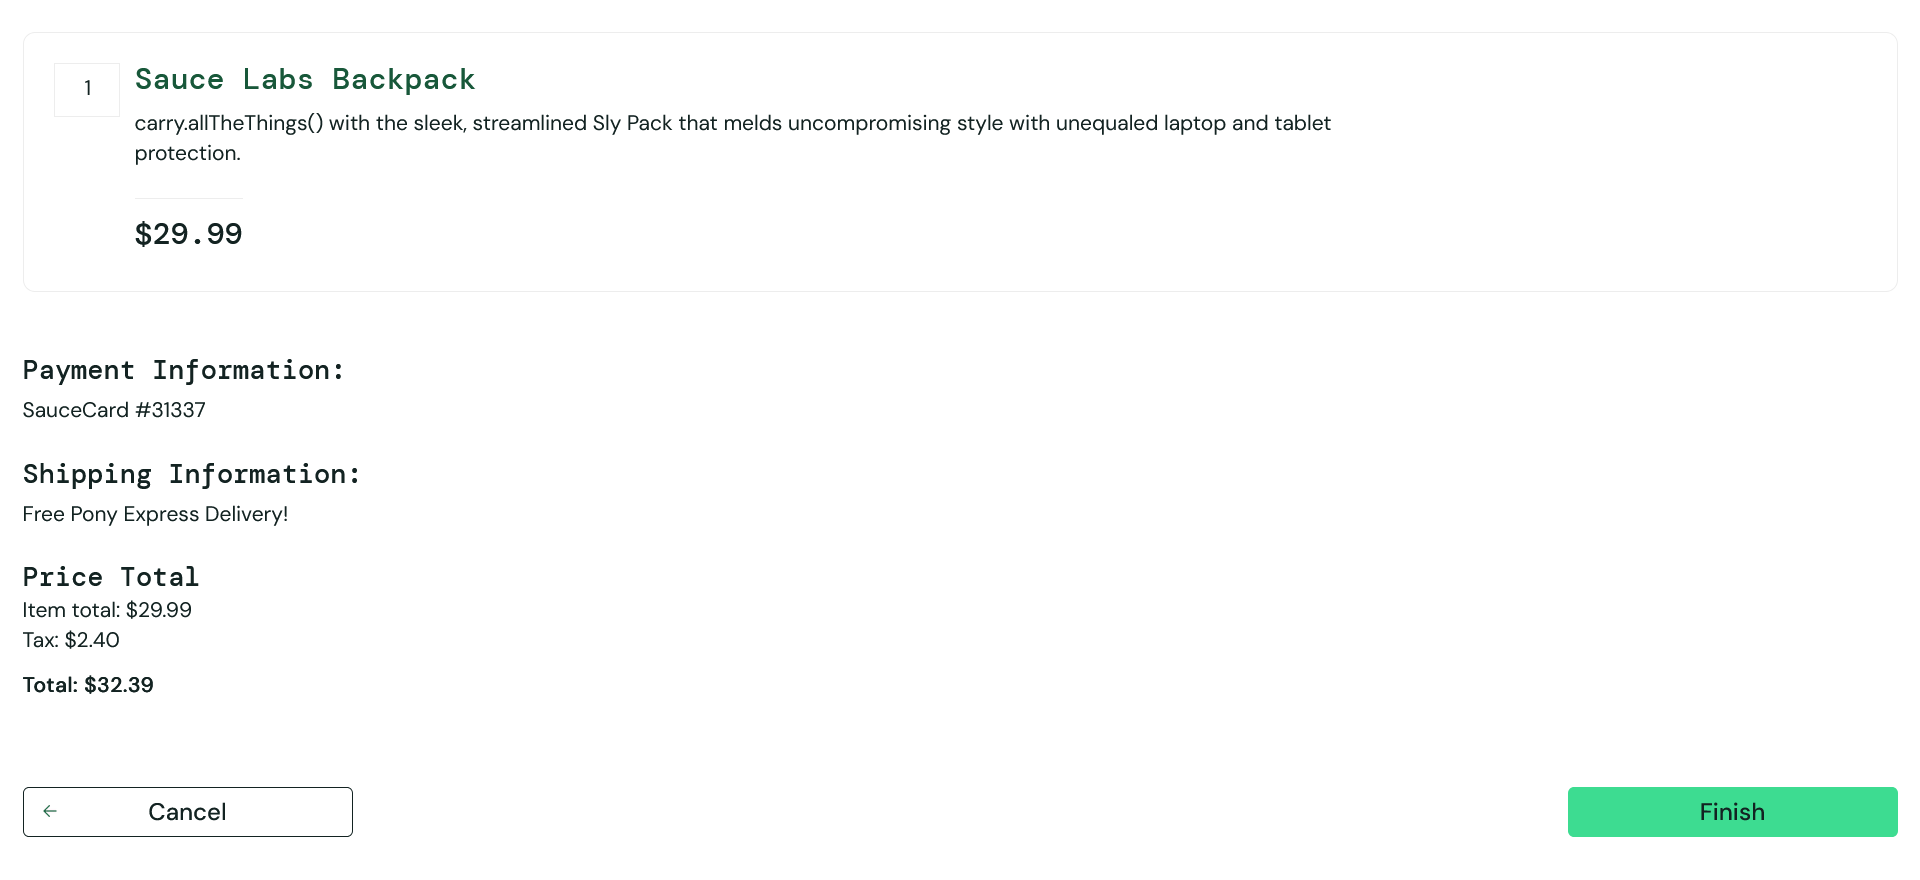 1
Sauce Labs Backpack
carry.allTheThings() with the sleek, streamlined Sly Pack that melds uncompromising style with unequaled laptop and tablet
protection.
$29.99
Payment Information:
SauceCard #31337
Shipping Information:
Free Pony Express Delivery!
Price Total
Item total: $29.99
Tax: $2.40
Total: $32.39
Cancel
Finish